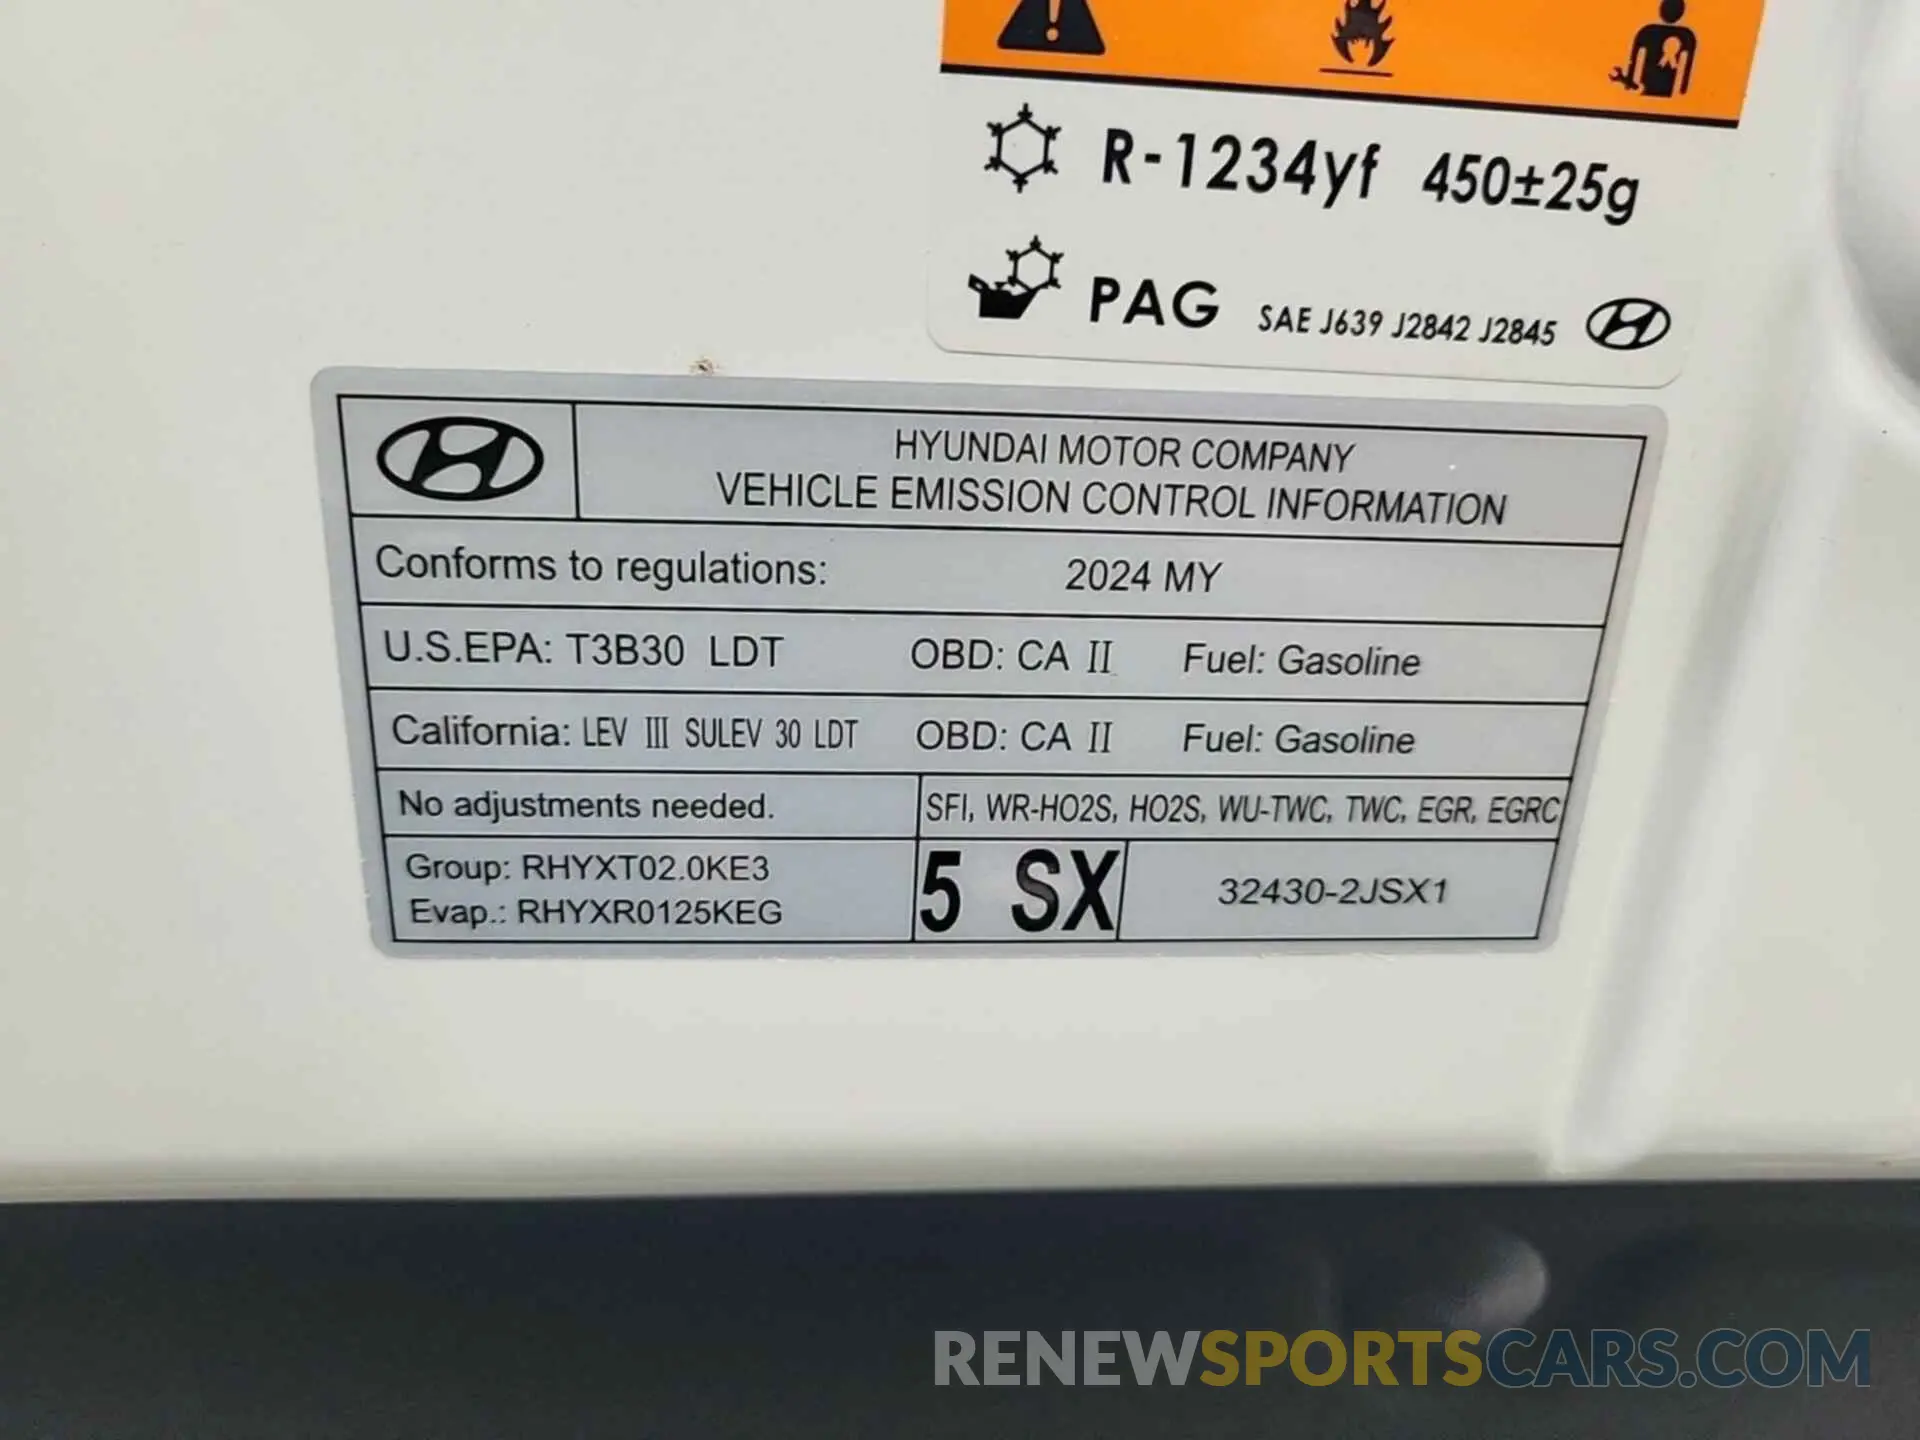 R-1234yf 450±25g
PAG SAE J639 J2842 J2845
HYUNDAI MOTOR COMPANY
VEHICLE EMISSION CONTROL INFORMATION
Conforms to regulations: 2024 MY
U.S.EPA: T3B30 LDT OBD: CA II Fuel: Gasoline
California: LEV III SULEV 30 LDT OBD: CA II Fuel: Gasoline
No adjustments needed. SFI, WR-HO2S, HO2S, WU-TWC, TWC, EGR, EGRC
Group: RHYXT02.0KE3
Evap.: RHYXR0125KEG
5 SX 32430-2JSX1
RENEWSPORTSCARS.COM